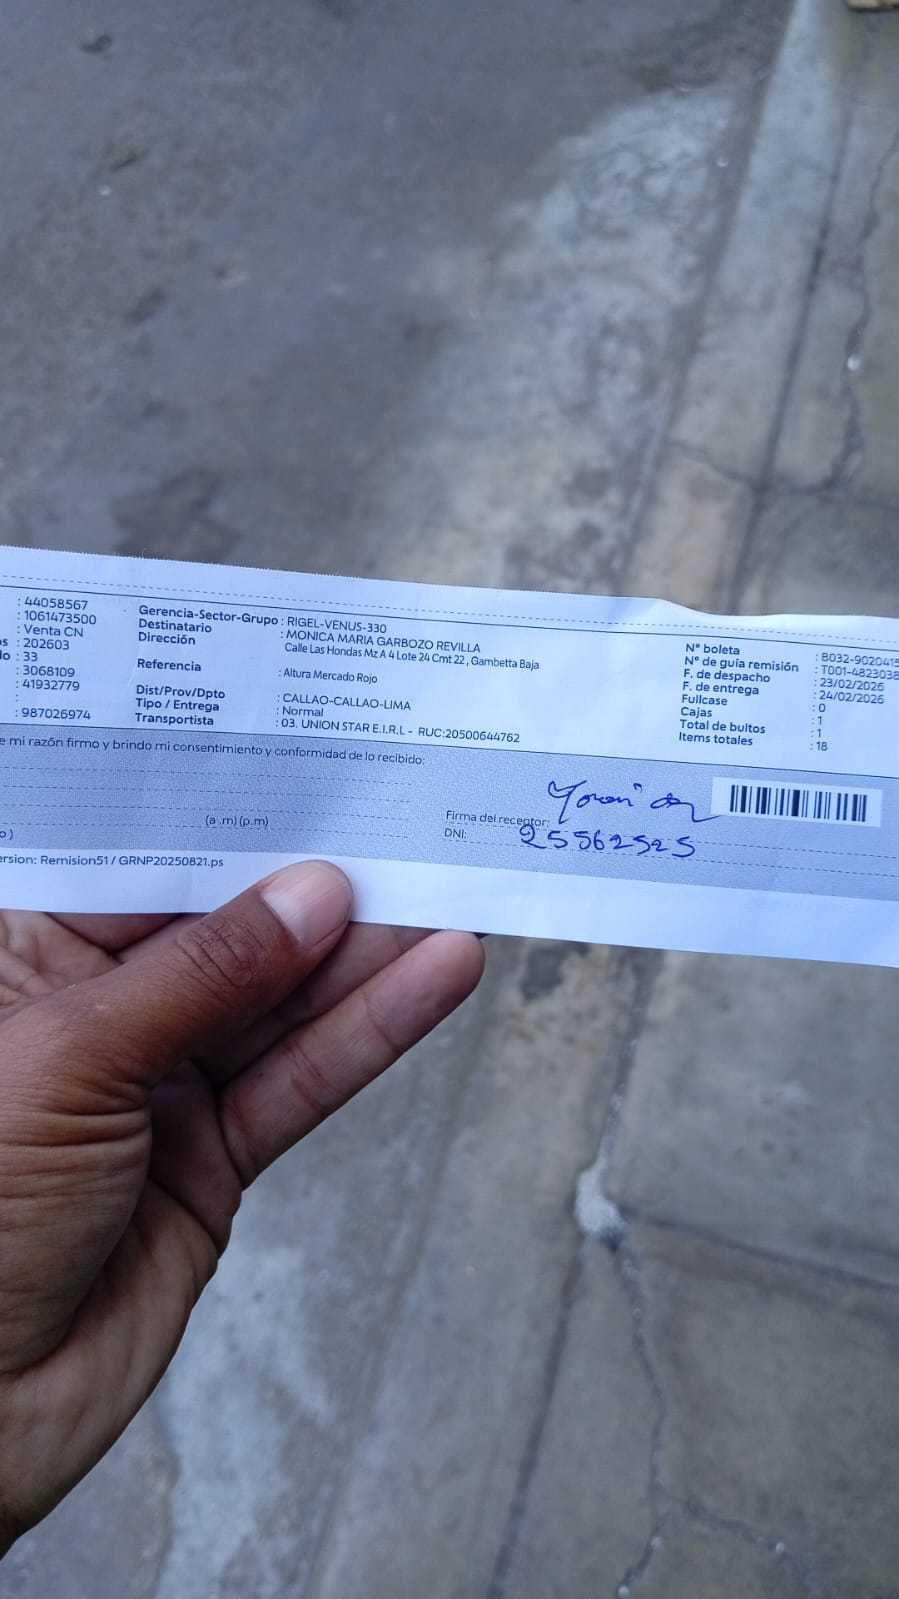 : 44058567
: 1061473500
: Venta CN
s : 202603
lo : 33
: 3068109
: 41932779
:
: 987026974
Gerencia-Sector-Grupo : RIGEL-VENUS-330
Destinatario : MONICA MARIA GARBOZO REVILLA
Dirección Calle Las Hondas Mz A 4 Lote 24 Cmt 22 , Gambetta Baja
Referencia : Altura Mercado Rojo
Dist/Prov/Dpto : CALLAO-CALLAO-LIMA
Tipo / Entrega : Normal
Transportista : 03. UNION STAR E.I.R.L - RUC:20500644762
N° boleta : B032-9020415
N° de guía remisión : T001-4823038
F. de despacho : 23/02/2026
F. de entrega : 24/02/2026
Fullcase : 0
Cajas : 1
Total de bultos : 1
Items totales : 18
e mi razón firmo y brindo mi consentimiento y conformidad de lo recibido:
(a .m) (p.m)
Firma del receptor:
DNI: 25562525
o )
ersion: Remision51 / GRNP20250821.ps